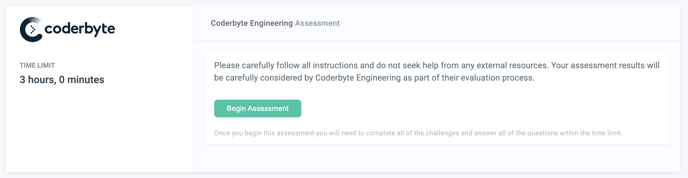 coderbyte
TIME LIMIT
3 hours, 0 minutes
Coderbyte Engineering Assessment
Please carefully follow all instructions and do not seek help from any external resources. Your assessment results will
be carefully considered by Coderbyte Engineering as part of their evaluation process.
Begin Assessment
Once you begin this assessment you will need to complete all of the challenges and answer all of the questions within the time limit.